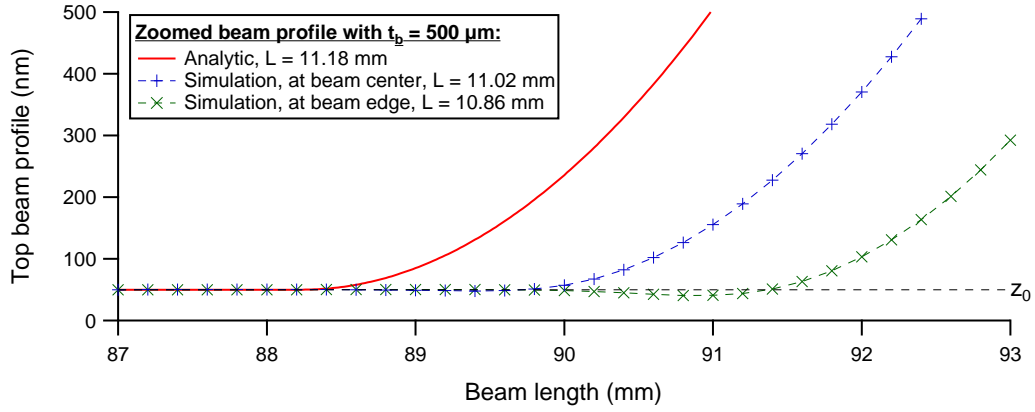 Zoomed beam profile with t_b = 500 µm:
Analytic, L = 11.18 mm
Simulation, at beam center, L = 11.02 mm
Simulation, at beam edge, L = 10.86 mm
Top beam profile (nm)
500
400
300
200
100
0
z_0
87
88
89
90
91
92
93
Beam length (mm)